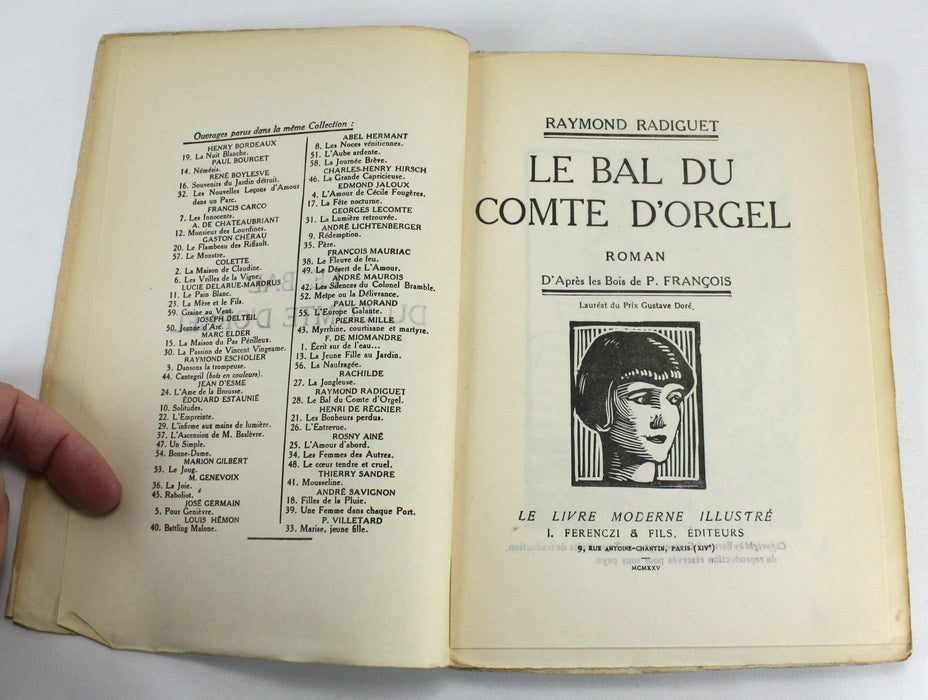 Ouvrages parus dans la même Collection :
HENRY BORDEAUX
19. La Nuit Blanche.
PAUL BOURGET
14. Némésis.
RENÉ BOYLESVE
16. Souvenirs du Jardin détruit.
32. Les Nouvelles Leçons d'Amour
dans un Parc.
FRANCIS CARCO
7. Les Innocents.
A. DE CHATEAUBRIANT
12. Monsieur des Lourdines.
GASTON CHÉRAU
20. Le Flambeau des Riffault.
57. Le Monstre.
COLETTE
2. La Maison de Claudine.
6. Les Vrilles de la Vigne.
LUCIE DELARUE-MARDRUS
11. Le Pain Blanc.
23. La Mère et le Fils.
59. Graine au Vent.
JOSEPH DELTEIL
50. Jeanne d'Arc.
MARC ELDER
15. La Maison du Pas Périlleux.
30. La Passion de Vincent Vingeame.
RAYMOND ESCHOLIER
3. Dansons la trompeuse.
44. Cantegril (bois en couleurs).
JEAN D'ESME
24. L'Ame de la Brousse.
ÉDOUARD ESTAUNIÉ
10. Solitudes.
22. L'Empreinte.
29. L'infirme aux mains de lumière.
37. L'Ascension de M. Baslèvre.
47. Un Simple.
54. Bonne-Dame.
MARION GILBERT
53. Le Joug.
M. GENEVOIX
36. La Joie.
45. Raboliot.
JOSÉ GERMAIN
5. Pour Genièvre.
LOUIS HÉMON
40. Battling Malone.
ABEL HERMANT
8. Les Noces vénitiennes.
51. L'Aube ardente.
58. La Journée Brève.
CHARLES-HENRY HIRSCH
46. La Grande Capricieuse.
EDMOND JALOUX
4. L'Amour de Cécile Fougères.
17. La Fête nocturne.
GEORGES LECOMTE
31. La Lumière retrouvée.
ANDRÉ LICHTENBERGER
9. Rédemption.
35. Père.
FRANÇOIS MAURIAC
38. Le Fleuve de feu.
49. Le Désert de L'Amour.
ANDRÉ MAUROIS
42. Les Silences du Colonel Bramble.
52. Meïpe ou la Délivrance.
PAUL MORAND
55. L'Europe Galante.
PIERRE MILLE
43. Myrrhine, courtisane et martyre.
F. DE MIOMANDRE
1. Écrit sur de l'eau...
13. La Jeune Fille au Jardin.
56. La Naufragée.
RACHILDE
27. La Jongleuse.
RAYMOND RADIGUET
28. Le Bal du Comte d'Orgel.
HENRI DE RÉGNIER
21. Les Bonheurs perdus.
26. L'Entrevue.
ROSNY AINÉ
25. L'Amour d'abord.
34. Les Femmes des Autres.
48. Le cœur tendre et cruel.
THIERRY SANDRE
41. Mousseline.
ANDRÉ SAVIGNON
18. Filles de la Pluie.
39. Une Femme dans chaque Port.
P. VILLETARD
33. Marise, jeune fille.
RAYMOND RADIGUET
LE BAL DU
COMTE D'ORGEL
ROMAN
D'Après les Bois de P. FRANÇOIS
Lauréat du Prix Gustave Doré,
LE LIVRE MODERNE ILLUSTRÉ
J. FERENCZI & FILS, ÉDITEURS
9, RUE ANTOINE-CHANTIN, PARIS (XIVe)
MCMXXV